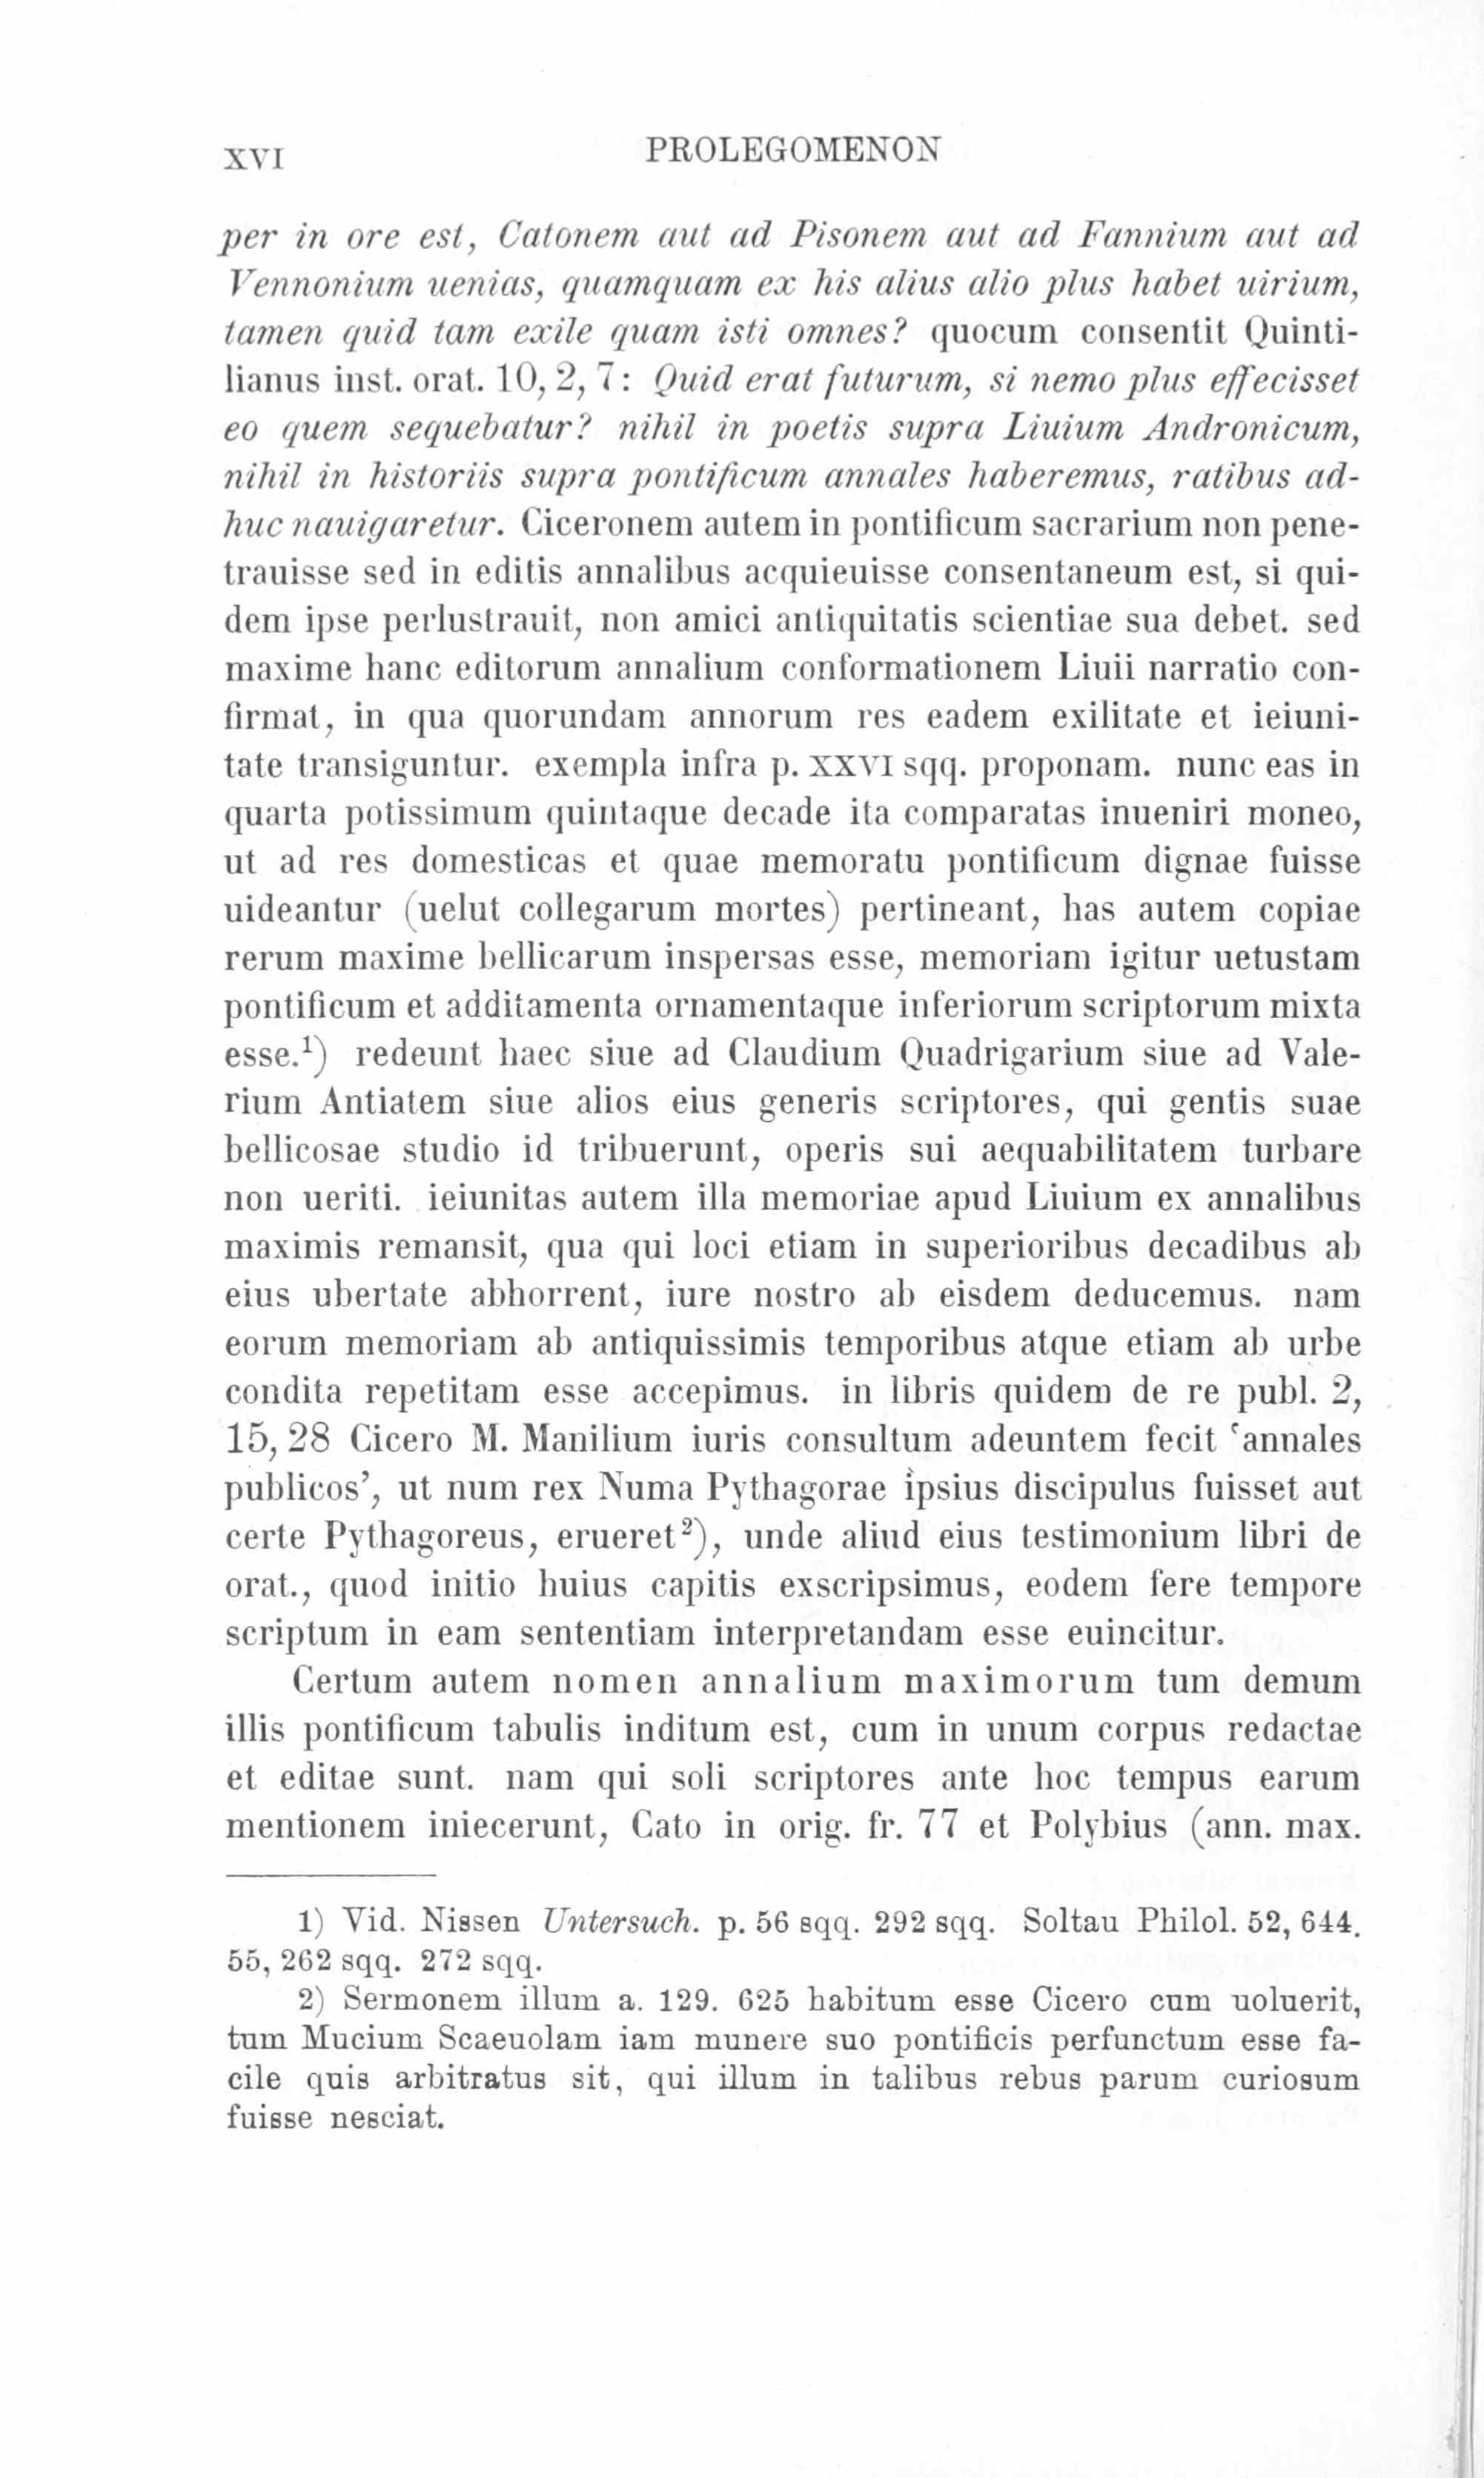 XVI
PROLEGOMENON
per in ore est, Catonem aut ad Pisonem aut ad Fannium aut ad
Vennonium uenias, quamquam ex his alius alio plus habet uirium,
tamen quid tam exile quam isti omnes? quocum consentit Quinti-
lianus inst. orat. 10, 2, 7: Quid erat futurum, si nemo plus effecisset
eo quem sequebatur? nihil in poetis supra Liuium Andronicum,
nihil in historiis supra pontificum annales haberemus, ratibus ad-
huc nauigaretur. Ciceronem autem in pontificum sacrarium non pene-
trauisse sed in editis annalibus acquieuisse consentaneum est, si qui-
dem ipse perlustrauit, non amici antiquitatis scientiae sua debet. sed
maxime hanc editorum annalium conformationem Liuii narratio con-
firmat, in qua quorundam annorum res eadem exilitate et ieiuni-
tate transiguntur. exempla infra p. XXVI sqq. proponam. nunc eas in
quarta potissimum quintaque decade ita comparatas inueniri moneo,
ut ad res domesticas et quae memoratu pontificum dignae fuisse
uideantur (uelut collegarum mortes) pertineant, has autem copiae
rerum maxime bellicarum inspersas esse, memoriam igitur uetustam
pontificum et additamenta ornamentaque inferiorum scriptorum mixta
esse.¹) redeunt haec siue ad Claudium Quadrigarium siue ad Vale-
rium Antiatem siue alios eius generis scriptores, qui gentis suae
bellicosae studio id tribuerunt, operis sui aequabilitatem turbare
non ueriti. ieiunitas autem illa memoriae apud Liuium ex annalibus
maximis remansit, qua qui loci etiam in superioribus decadibus ab
eius ubertate abhorrent, iure nostro ab eisdem deducemus. nam
eorum memoriam ab antiquissimis temporibus atque etiam ab urbe
condita repetitam esse accepimus. in libris quidem de re publ. 2,
15, 28 Cicero M. Manilium iuris consultum adeuntem fecit ‘annales
publicos’, ut num rex Numa Pythagorae ipsius discipulus fuisset aut
certe Pythagoreus, erueret²), unde aliud eius testimonium libri de
orat., quod initio huius capitis exscripsimus, eodem fere tempore
scriptum in eam sententiam interpretandam esse euincitur.
Certum autem nomen annalium maximorum tum demum
illis pontificum tabulis inditum est, cum in unum corpus redactae
et editae sunt. nam qui soli scriptores ante hoc tempus earum
mentionem iniecerunt, Cato in orig. fr. 77 et Polybius (ann. max.
1) Vid. Nissen Untersuch. p. 56 sqq. 292 sqq. Soltau Philol. 52, 644.
55, 262 sqq. 272 sqq.
2) Sermonem illum a. 129. 625 habitum esse Cicero cum uoluerit,
tum Mucium Scaeuolam iam munere suo pontificis perfunctum esse fa-
cile quis arbitratus sit, qui illum in talibus rebus parum curiosum
fuisse nesciat.